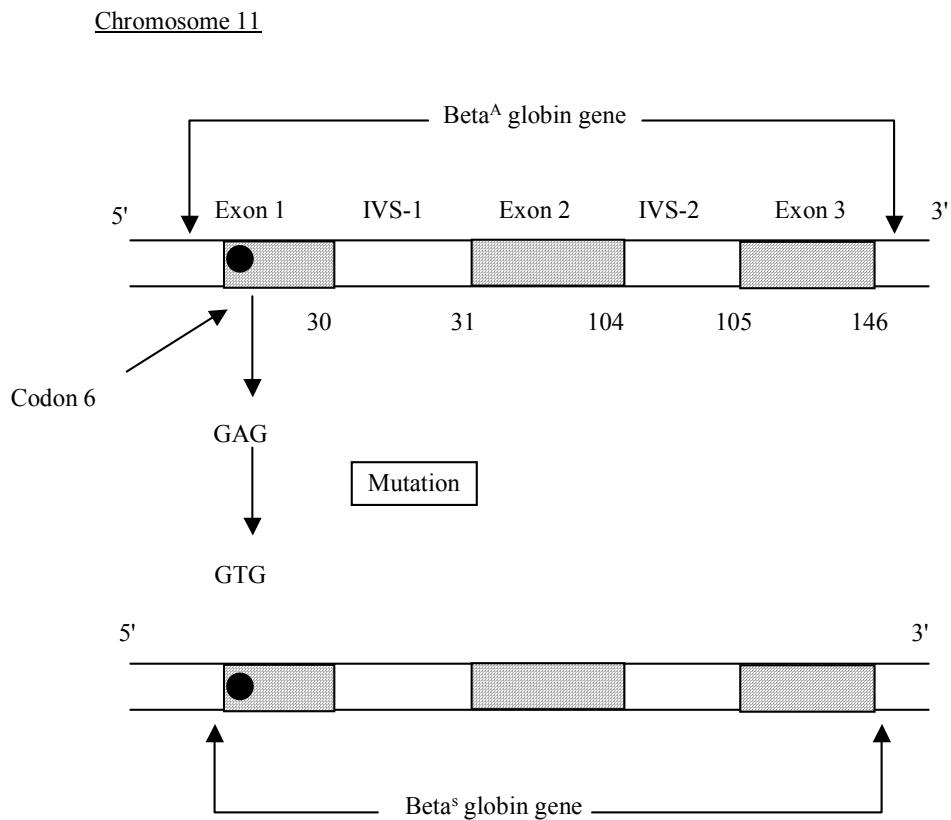 Chromosome 11
Beta^A globin gene
5' Exon 1 IVS-1 Exon 2 IVS-2 Exon 3 3'
30 31 104 105 146
Codon 6
GAG
Mutation
GTG
5' 3'
Beta^s globin gene